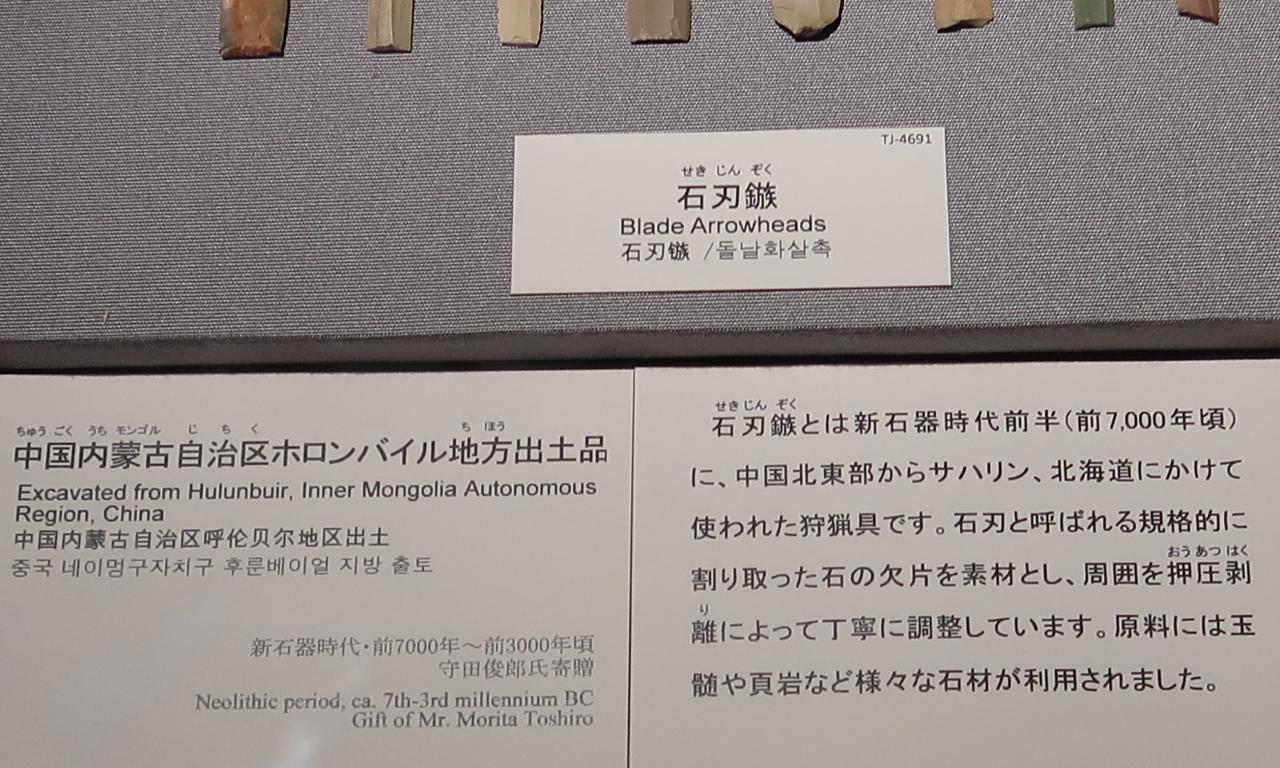 TJ-4691
せき じん ぞく
石刃鏃
Blade Arrowheads
石刃镞 /돌날화살촉
ちゅう ごく うち モンゴル じ ち く ち ほう
中国内蒙古自治区ホロンバイル地方出土品
Excavated from Hulunbuir, Inner Mongolia Autonomous
Region, China
中国内蒙古自治区呼伦贝尔地区出土
중국 네이멍구자치구 후룬베이얼 지방 출토
新石器時代・前7000年～前3000年頃
守田俊郎氏寄贈
Neolithic period, ca. 7th-3rd millennium BC
Gift of Mr. Morita Toshiro
せき じん ぞく
石刃鏃とは新石器時代前半(前7,000年頃)
に、中国北東部からサハリン、北海道にかけて
使われた狩猟具です。石刃と呼ばれる規格的に
おう あつ はく
割り取った石の欠片を素材とし、周囲を押圧剥
り
離によって丁寧に調整しています。原料には玉
髄や頁岩など様々な石材が利用されました。